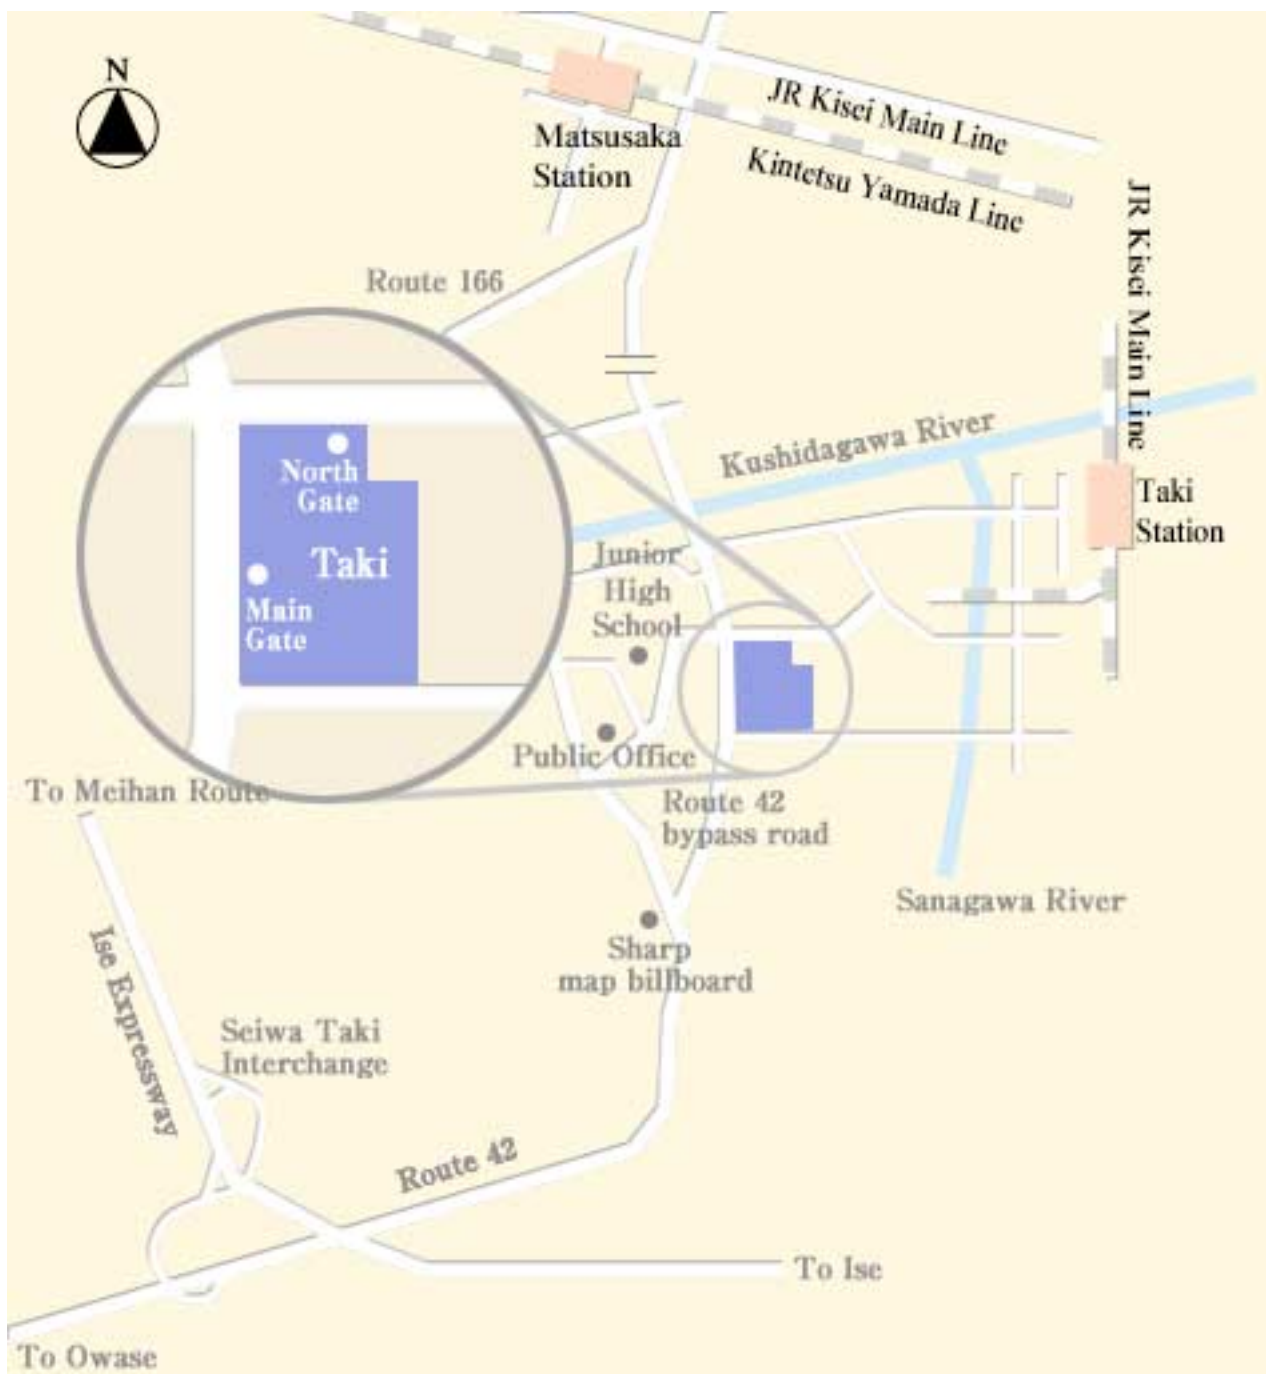 N
JR Kisei Main Line
Matsusaka
Station
Kintetsu Yamada Line
JR Kisei Main Line
Route 166
Kushidagawa River
North
Gate
Taki
Station
Junior
High
School
Taki
Main
Gate
Public Office
To Meihan Route
Route 42
bypass road
Sanagawa River
Sharp
map billboard
Ise Expressway
Seiwa Taki
Interchange
Route 42
To Ise
To Owase